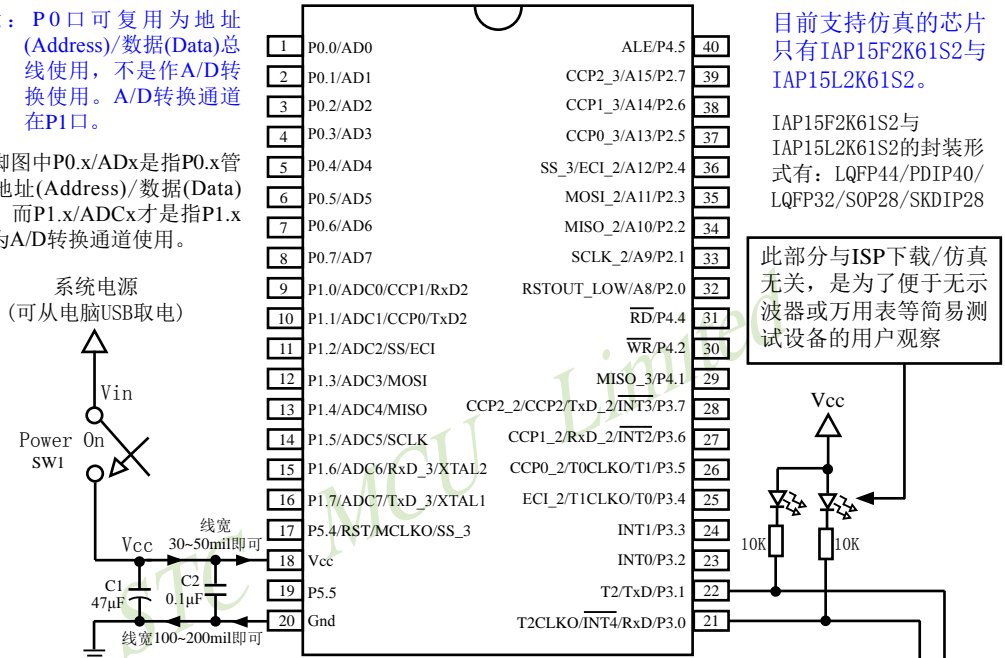 : P0口可复用为地址
(Address)/数据(Data)总
线使用，不是作A/D转
换使用。A/D转换通道
在P1口。
脚图中P0.x/ADx是指P0.x管
地址(Address)/数据(Data)
，而P1.x/ADCx才是指P1.x
为A/D转换通道使用。
系统电源
(可从电脑USB取电)
Vin
Power On
SW1
Vcc
线宽
30~50mil即可
C1
47μF
C2
0.1μF
线宽100~200mil即可
1 P0.0/AD0
2 P0.1/AD1
3 P0.2/AD2
4 P0.3/AD3
5 P0.4/AD4
6 P0.5/AD5
7 P0.6/AD6
8 P0.7/AD7
9 P1.0/ADC0/CCP1/RxD2
10 P1.1/ADC1/CCP0/TxD2
11 P1.2/ADC2/SS/ECI
12 P1.3/ADC3/MOSI
13 P1.4/ADC4/MISO
14 P1.5/ADC5/SCLK
15 P1.6/ADC6/RxD_3/XTAL2
16 P1.7/ADC7/TxD_3/XTAL1
17 P5.4/RST/MCLKO/SS_3
18 Vcc
19 P5.5
20 Gnd
ALE/P4.5 40
CCP2_3/A15/P2.7 39
CCP1_3/A14/P2.6 38
CCP0_3/A13/P2.5 37
SS_3/ECI_2/A12/P2.4 36
MOSI_2/A11/P2.3 35
MISO_2/A10/P2.2 34
SCLK_2/A9/P2.1 33
RSTOUT_LOW/A8/P2.0 32
RD/P4.4 31
WR/P4.2 30
MISO_3/P4.1 29
CCP2_2/CCP2/TxD_2/INT3/P3.7 28
CCP1_2/RxD_2/INT2/P3.6 27
CCP0_2/T0CLKO/T1/P3.5 26
ECI_2/T1CLKO/T0/P3.4 25
INT1/P3.3 24
INT0/P3.2 23
T2/TxD/P3.1 22
T2CLKO/INT4/RxD/P3.0 21
STC MCU Limited
目前支持仿真的芯片
只有IAP15F2K61S2与
IAP15L2K61S2。
IAP15F2K61S2与
IAP15L2K61S2的封装形
式有: LQFP44/PDIP40/
LQFP32/SOP28/SKDIP28
此部分与ISP下载/仿真
无关，是为了便于无示
波器或万用表等简易测
试设备的用户观察
Vcc
10K
10K